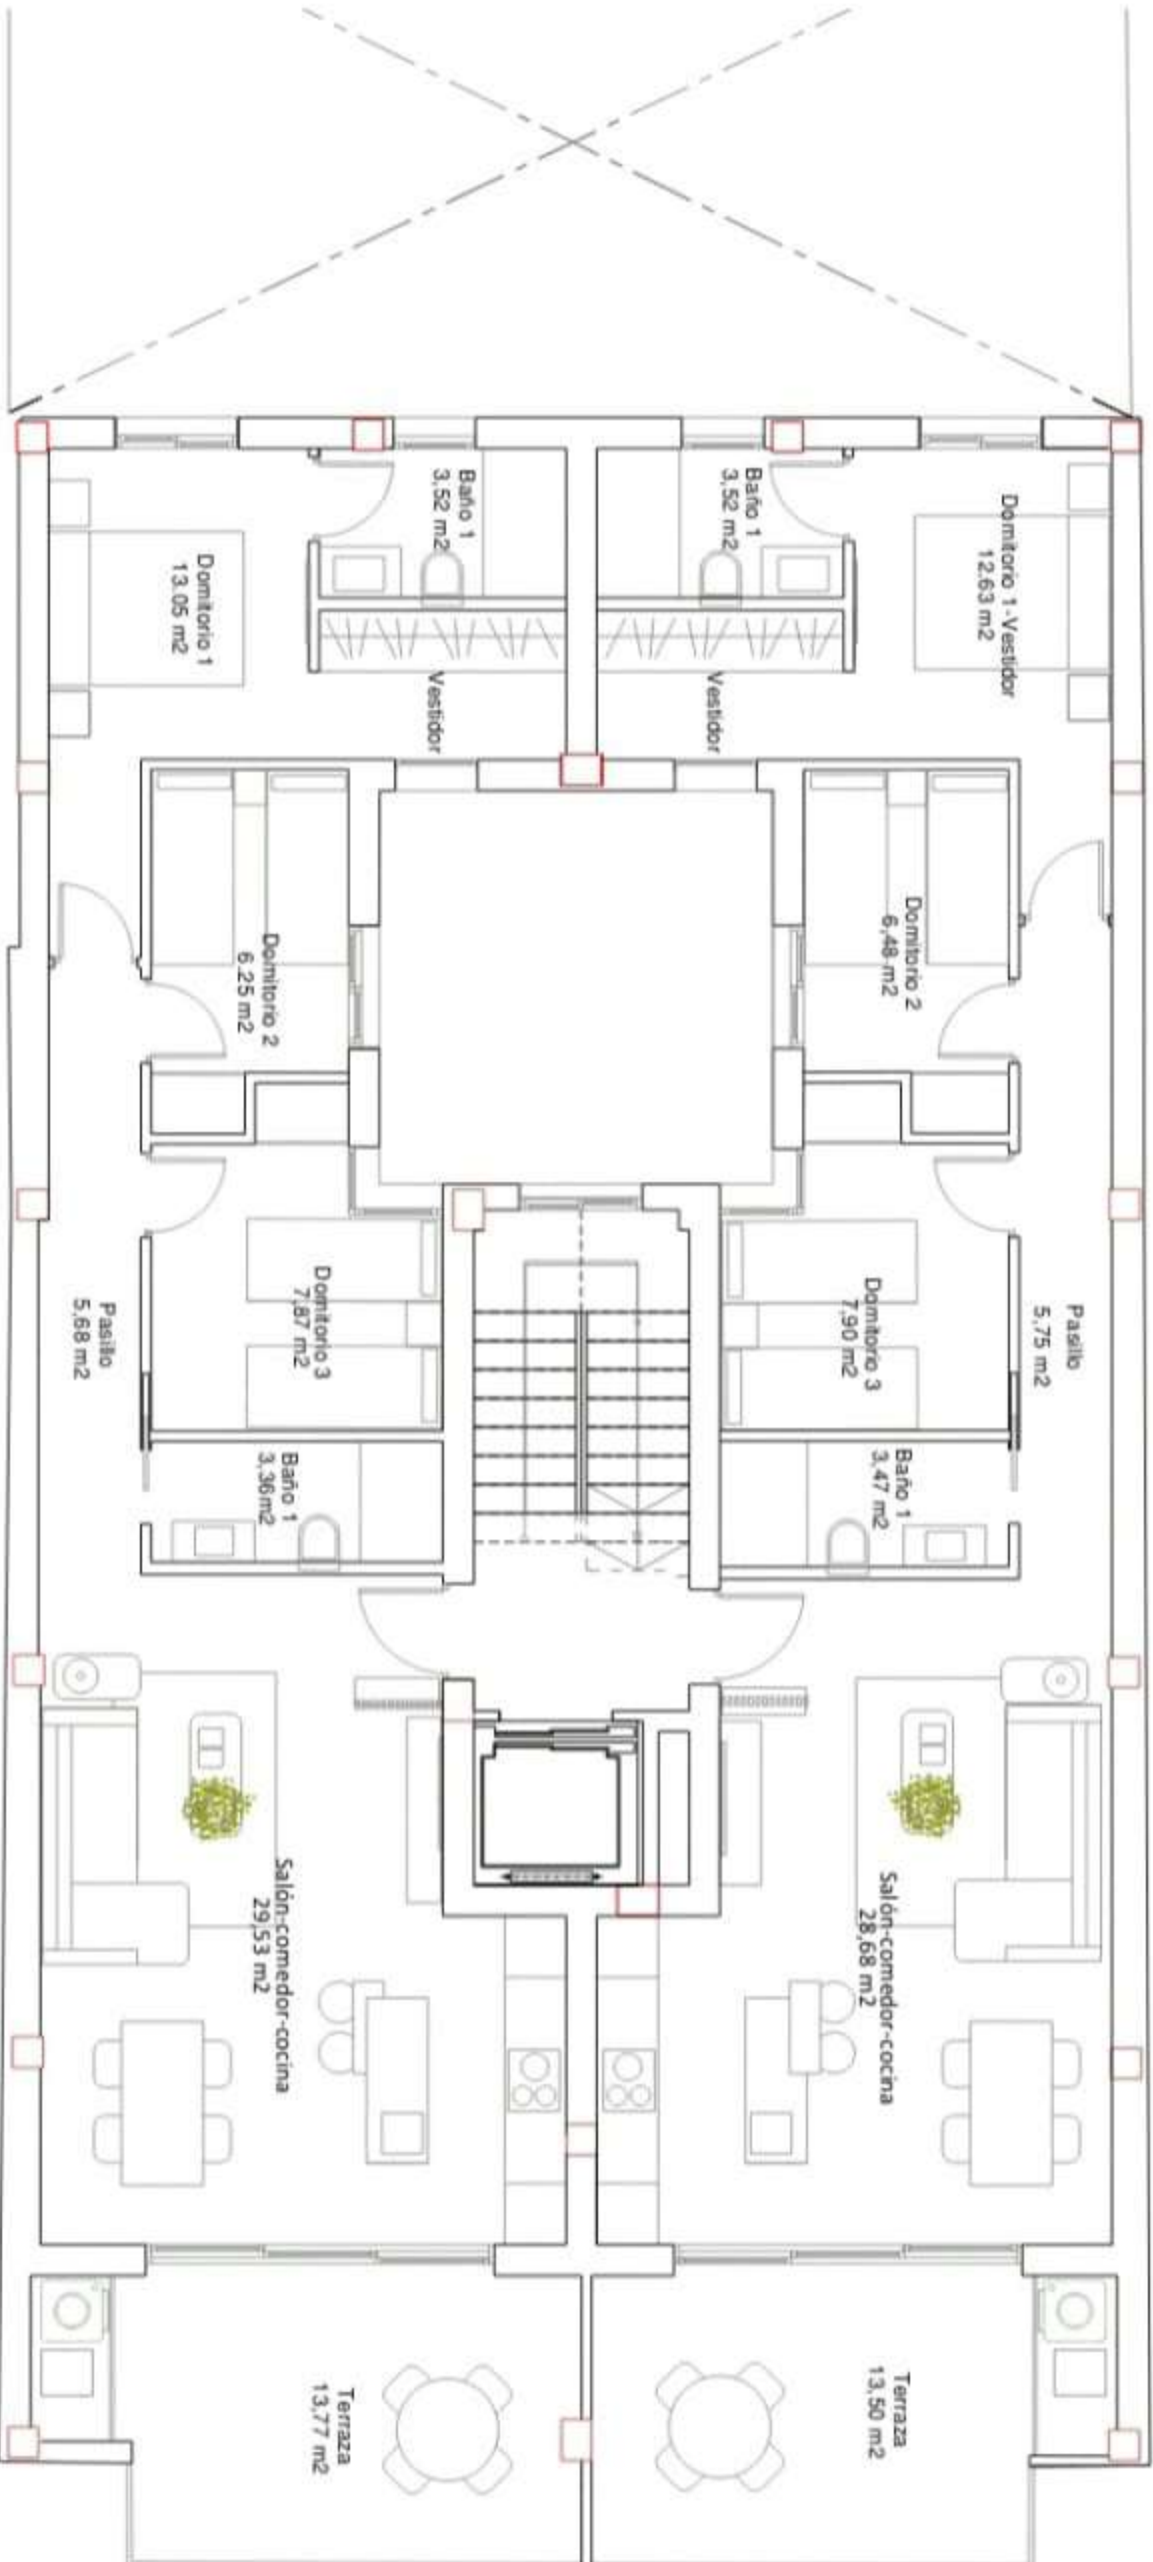 Baño 1
3,52 m2
Baño 1
3,52 m2
Domitorio 1-Vestidor
12.63 m2
Domitorio 1
13.05 m2
Vestidor
Vestidor
Domitorio 2
6,48 m2
Domitorio 2
6.25 m2
Domitorio 3
7,87 m2
Domitorio 3
7,90 m2
Pasillo
5,68 m2
Pasillo
5,75 m2
Baño 1
3,36m2
Baño 1
3,47 m2
Salón-comedor-cocina
29,53 m2
Salón-comedor-cocina
28,68 m2
Terraza
13,77 m2
Terraza
13,50 m2